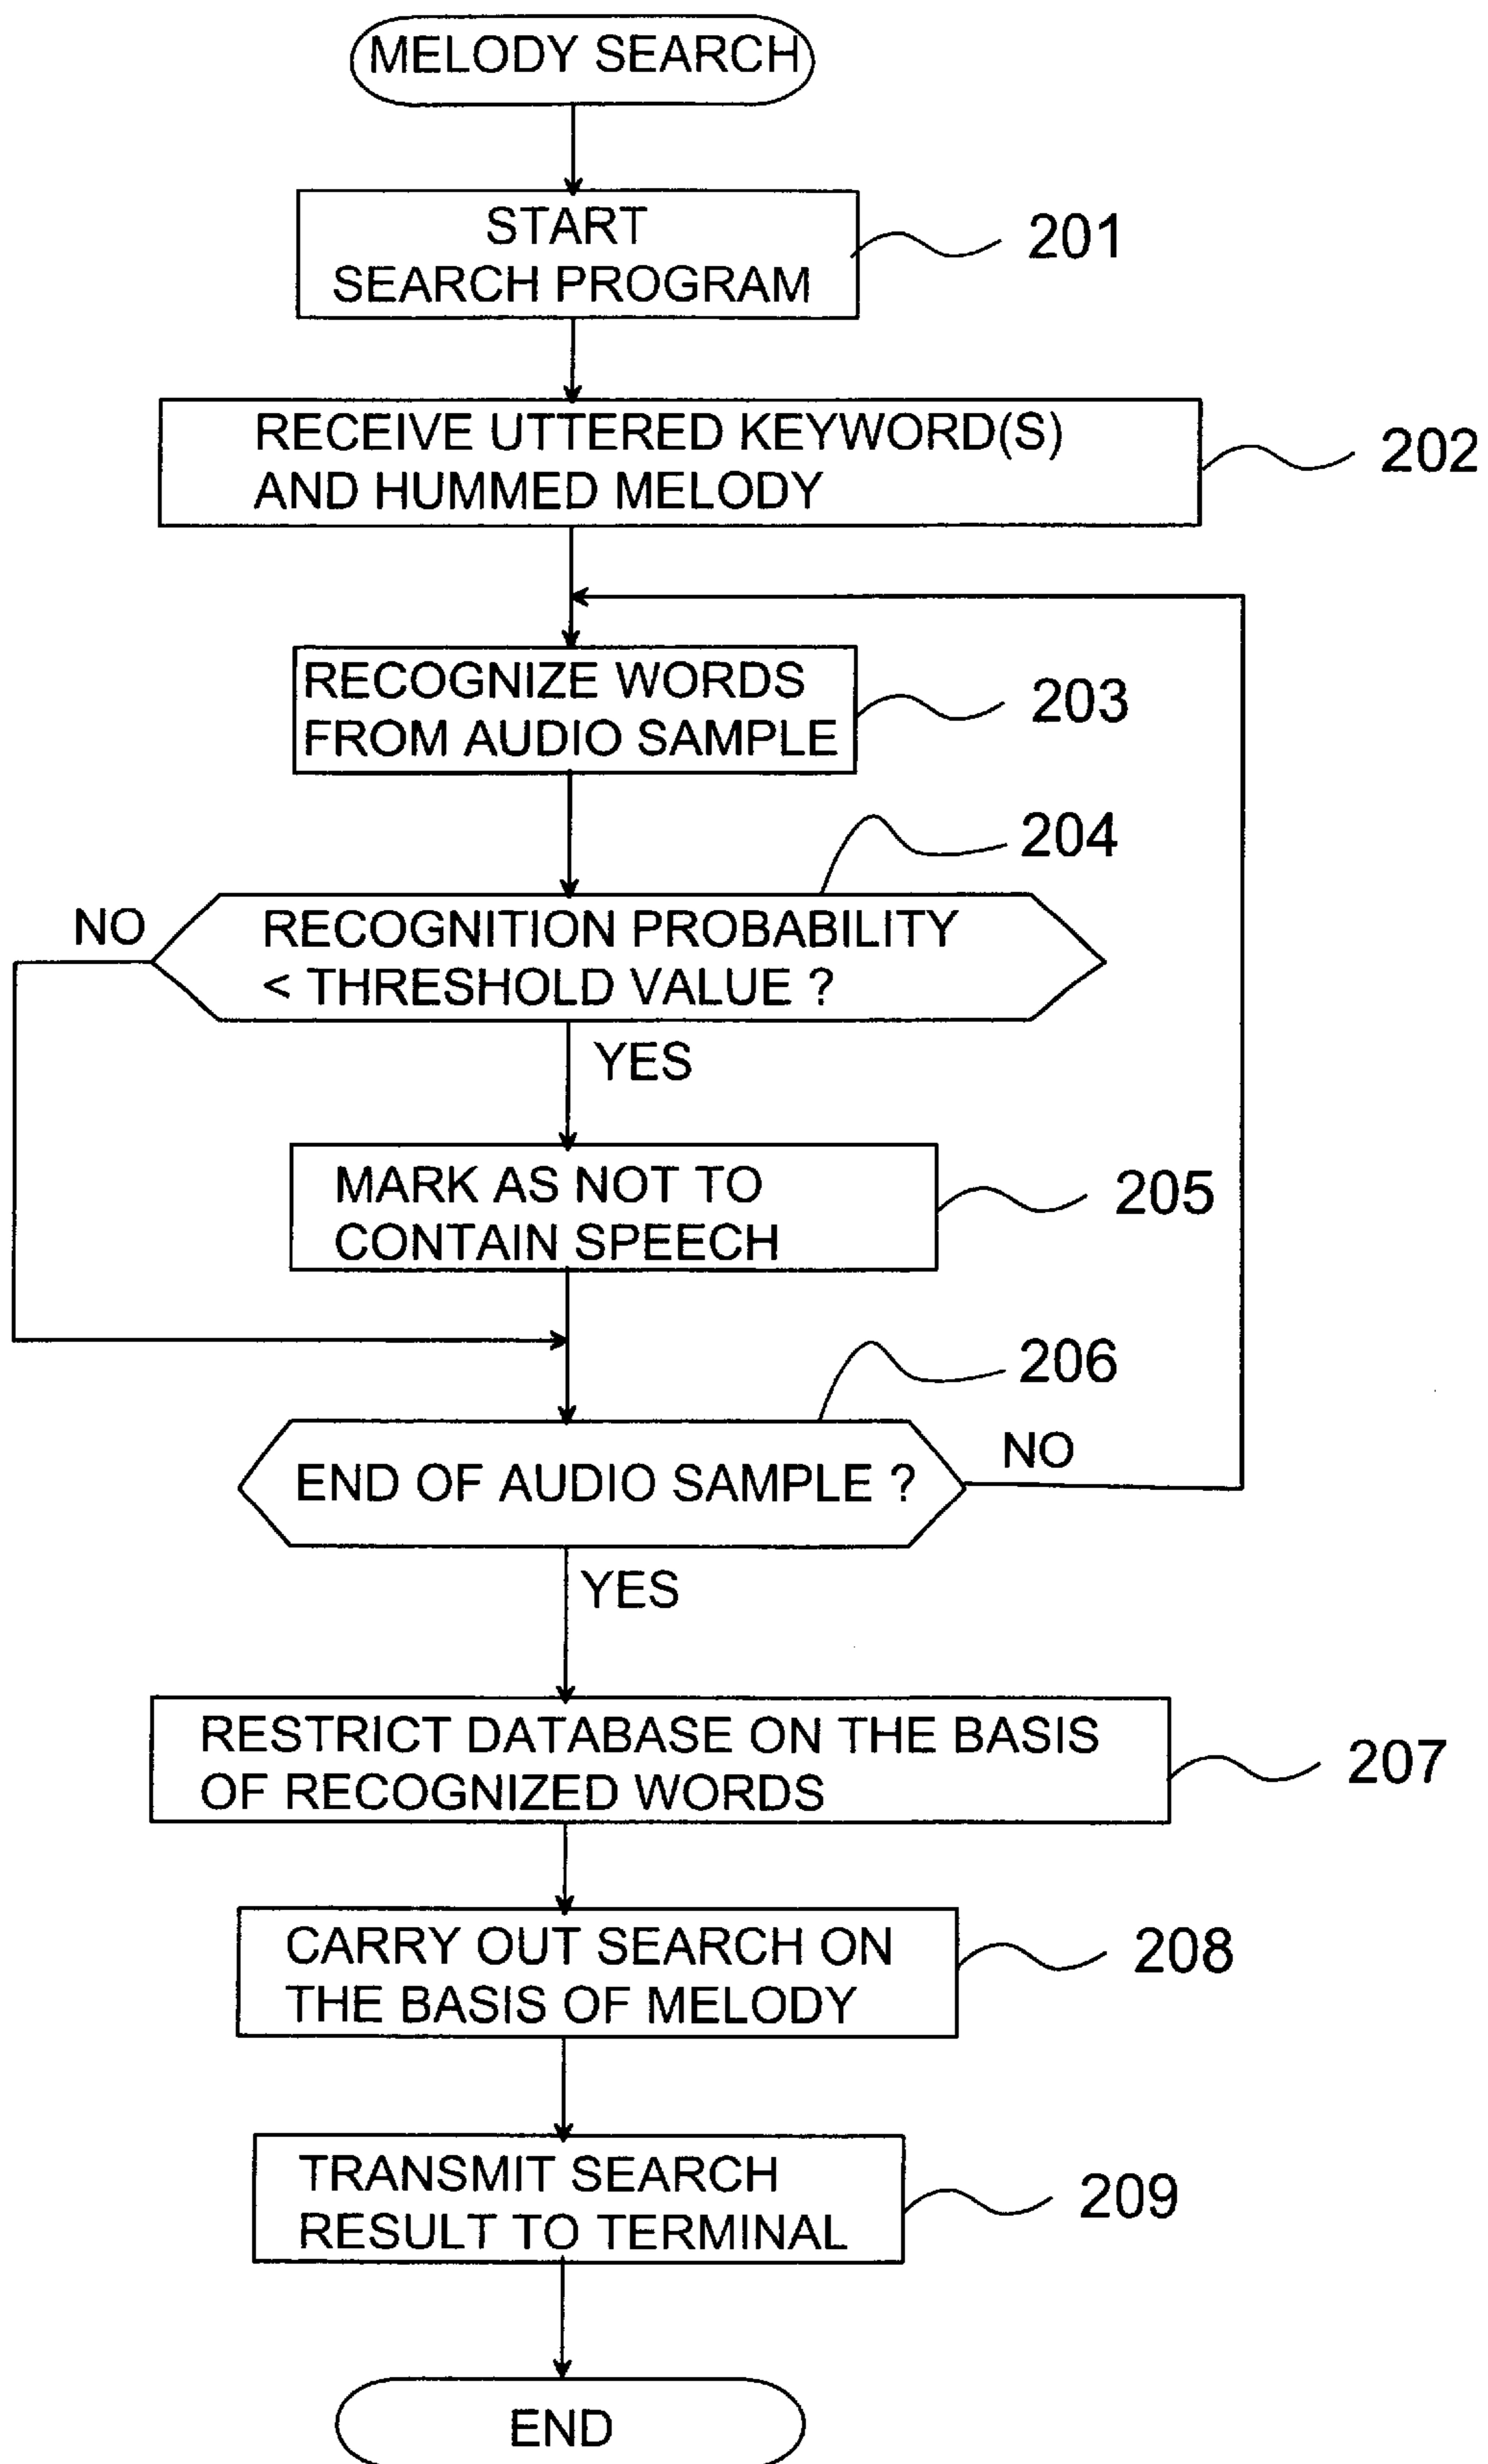 MELODY SEARCH
START
SEARCH PROGRAM
201
RECEIVE UTTERED KEYWORD(S)
AND HUMMED MELODY
202
RECOGNIZE WORDS
FROM AUDIO SAMPLE
203
204
NO
RECOGNITION PROBABILITY
< THRESHOLD VALUE ?
YES
MARK AS NOT TO
CONTAIN SPEECH
205
206
END OF AUDIO SAMPLE ?
NO
YES
RESTRICT DATABASE ON THE BASIS
OF RECOGNIZED WORDS
207
CARRY OUT SEARCH ON
THE BASIS OF MELODY
208
TRANSMIT SEARCH
RESULT TO TERMINAL
209
END